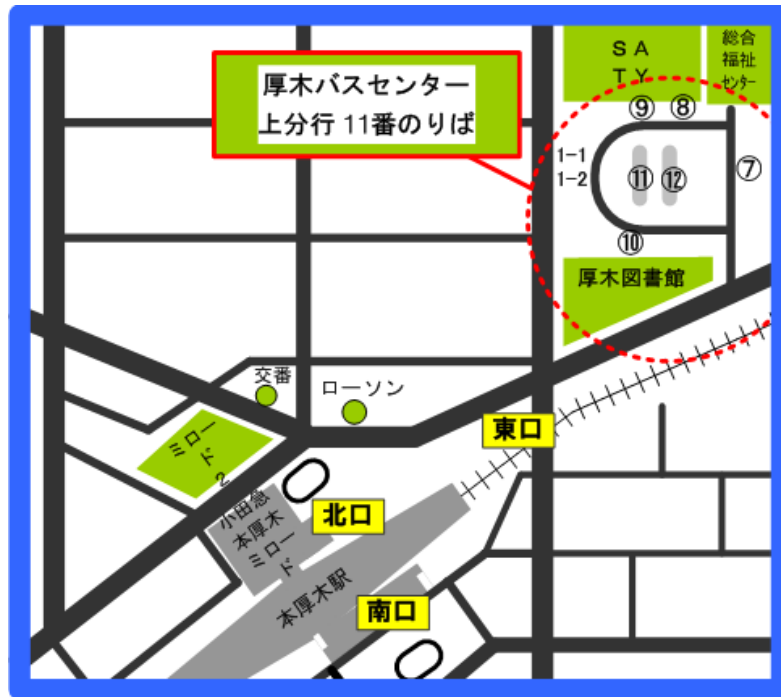 厚木バスセンター
上分行 11番のりば
SA
TY
総合
福祉
センター
⑨
⑧
1-1
1-2
⑪
⑫
⑦
⑩
厚木図書館
交番
ローソン
東口
ミロード2
小田急
本厚木
ミロード
北口
本厚木駅
南口